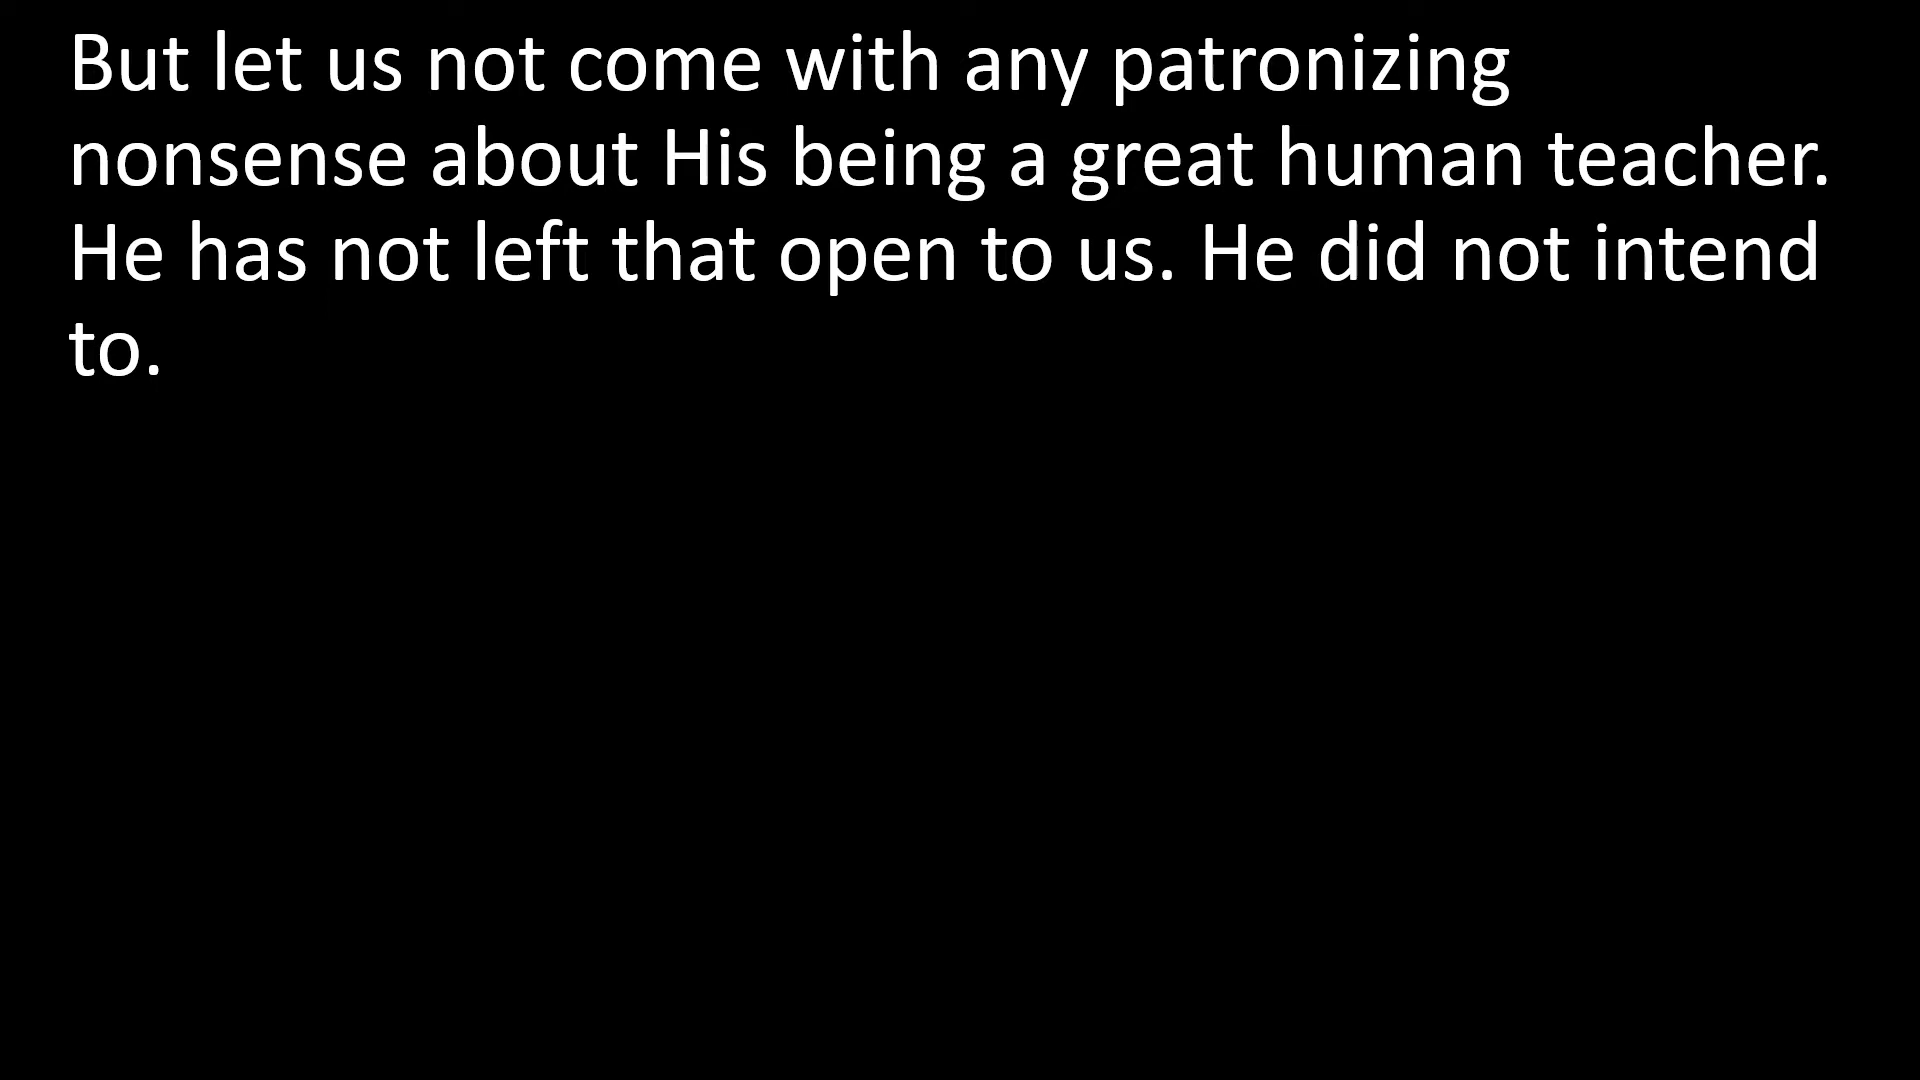 But let us not come with any patronizing
nonsense about His being a great human teacher.
He has not left that open to us. He did not intend
to.